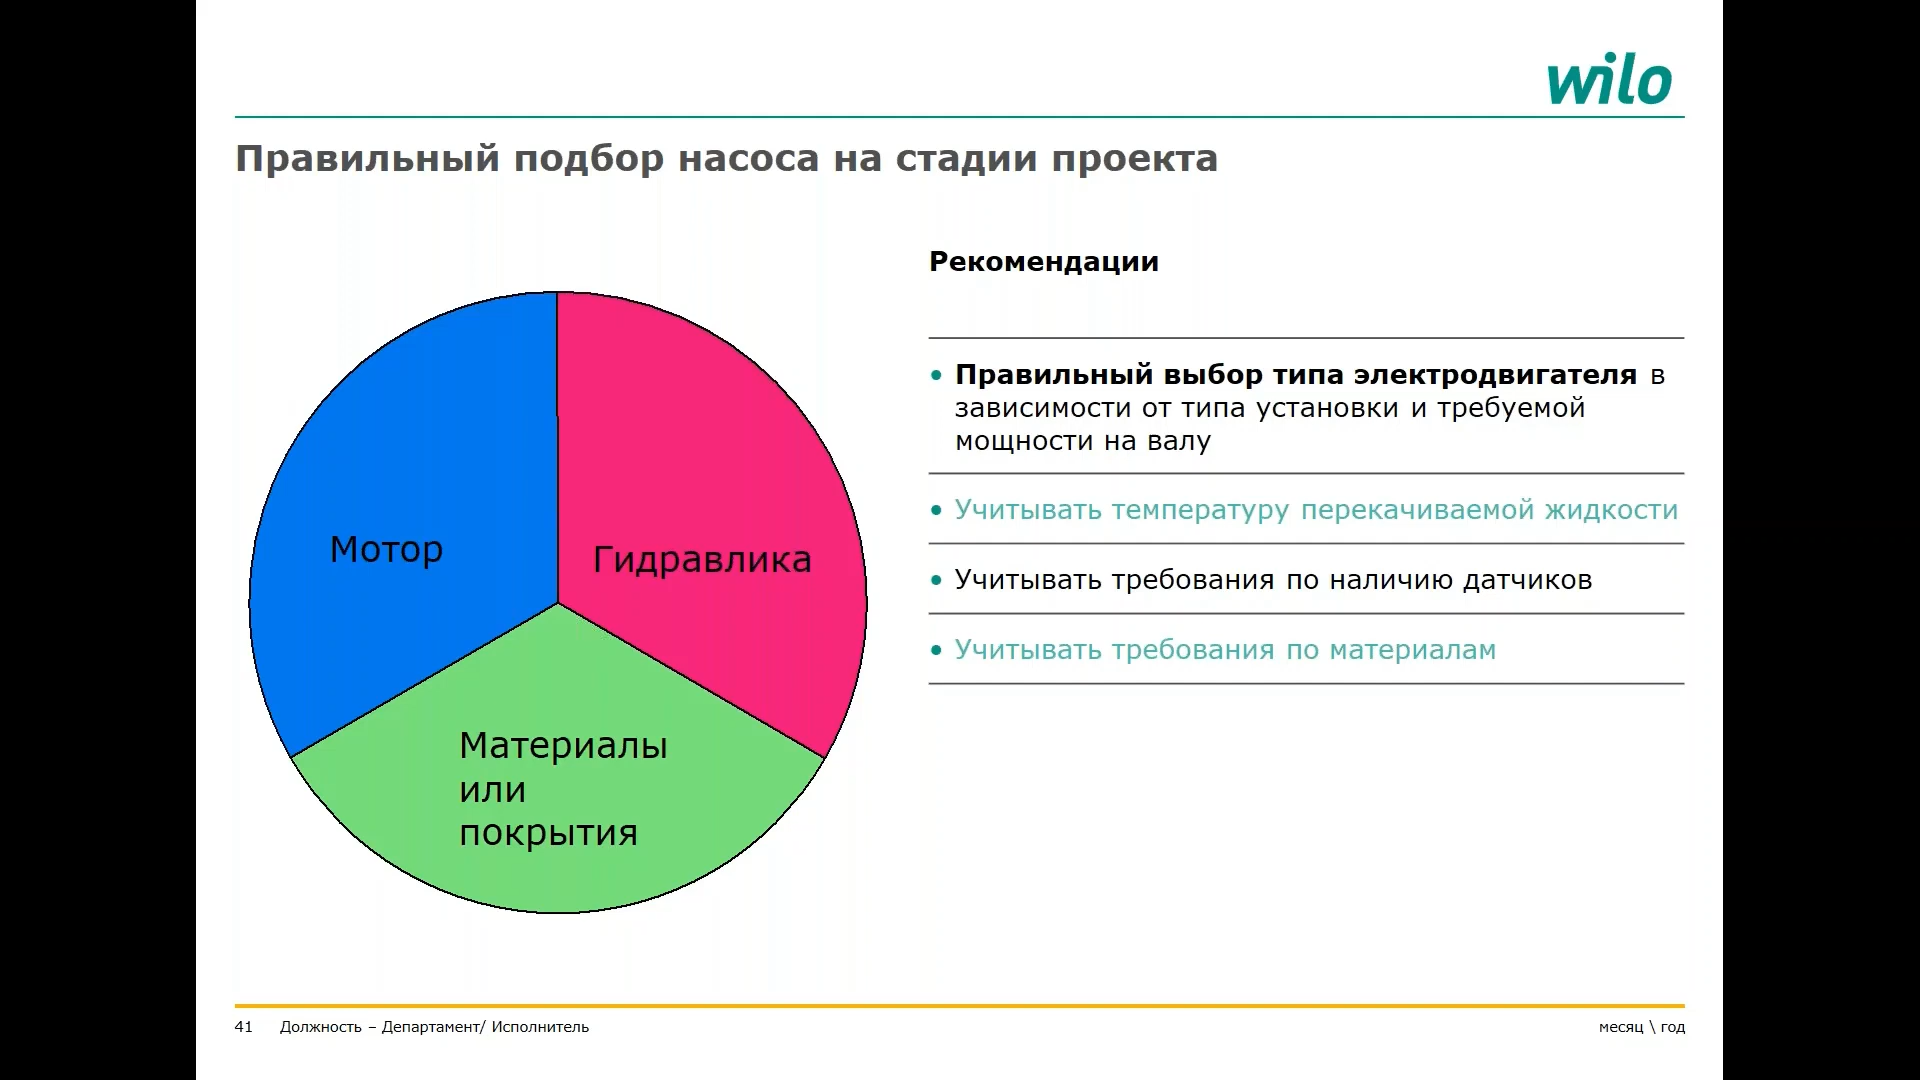 wilo
Правильный подбор насоса на стадии проекта
Рекомендации
• Правильный выбор типа электродвигателя в
зависимости от типа установки и требуемой
мощности на валу
• Учитывать температуру перекачиваемой жидкости
• Учитывать требования по наличию датчиков
• Учитывать требования по материалам
Мотор
Гидравлика
Материалы
или
покрытия
41 Должность – Департамент/ Исполнитель
месяц \ год